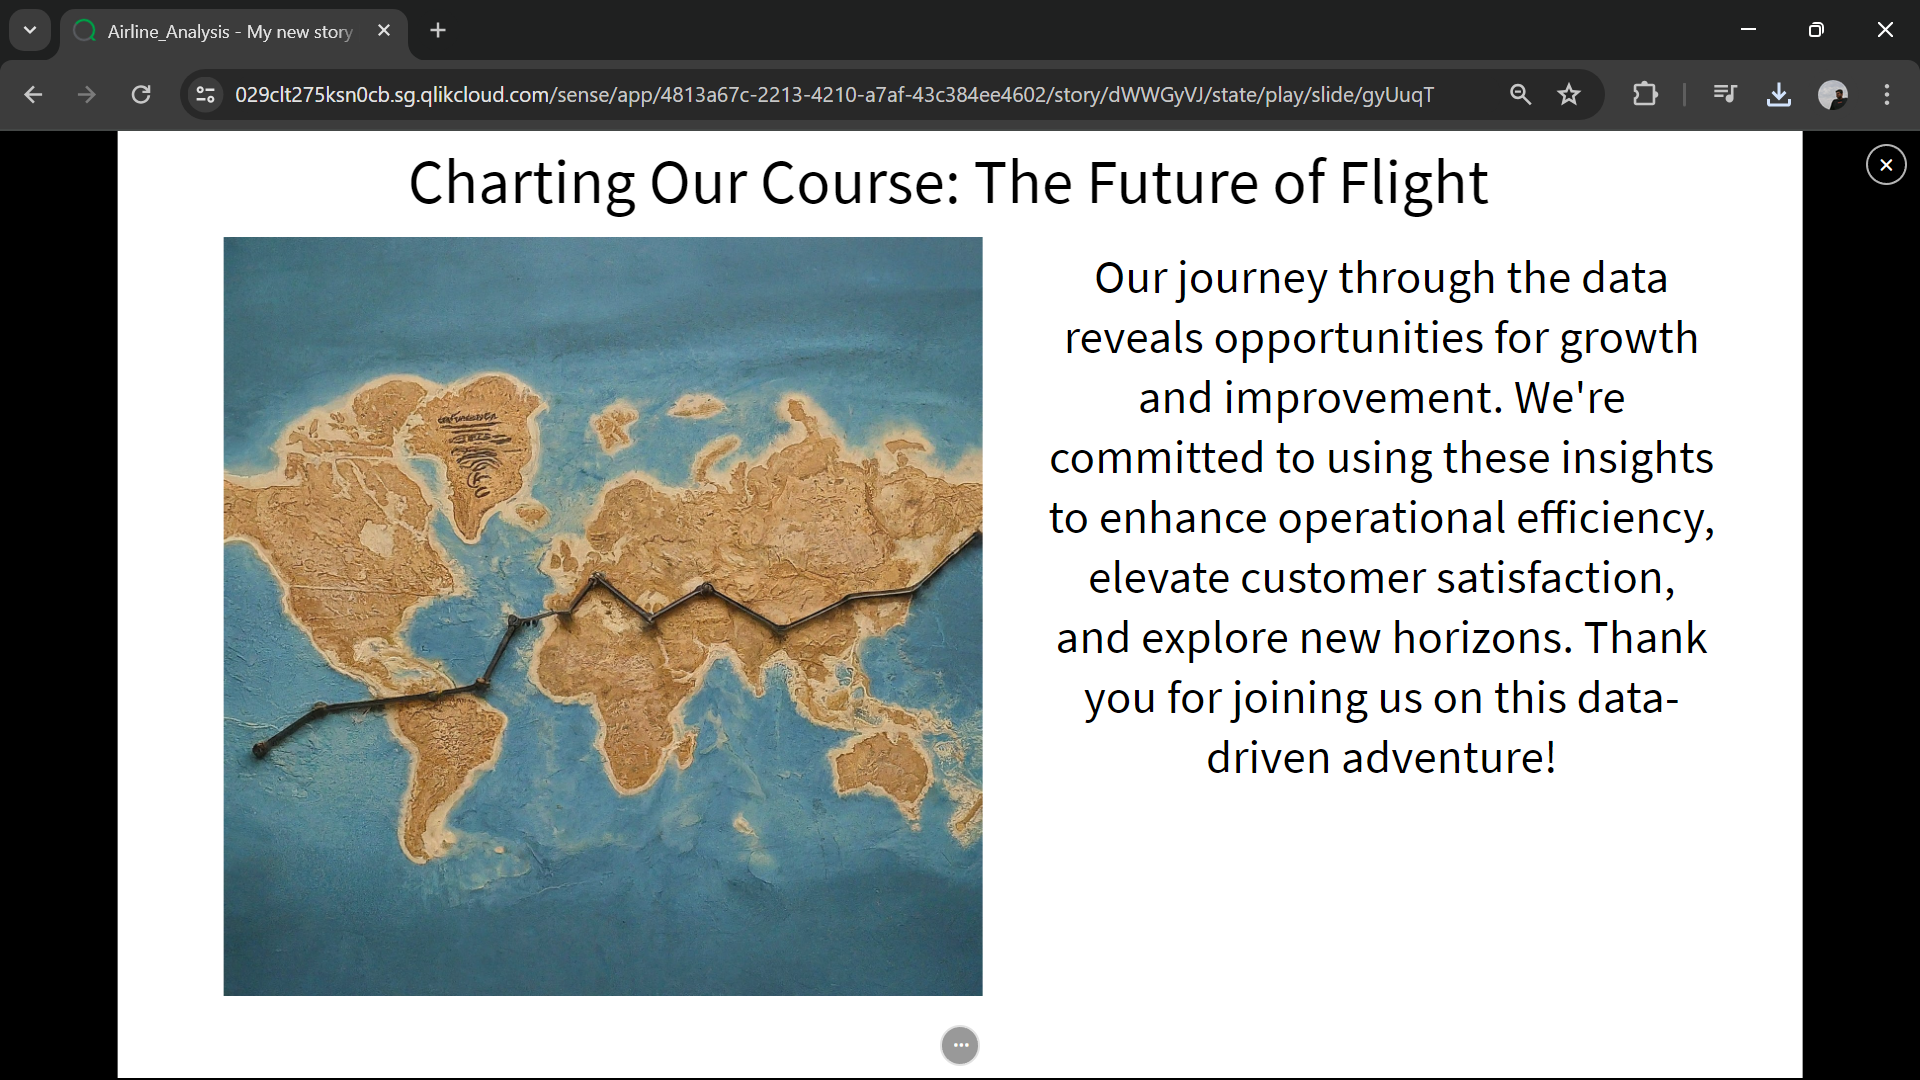 Airline_Analysis - My new story
029clt275ksn0cb.sg.qlikcloud.com/sense/app/4813a67c-2213-4210-a7af-43c384ee4602/story/dWWGyVJ/state/play/slide/gyUuqT
Charting Our Course: The Future of Flight
Our journey through the data
reveals opportunities for growth
and improvement. We're
committed to using these insights
to enhance operational efficiency,
elevate customer satisfaction,
and explore new horizons. Thank
you for joining us on this data-
driven adventure!